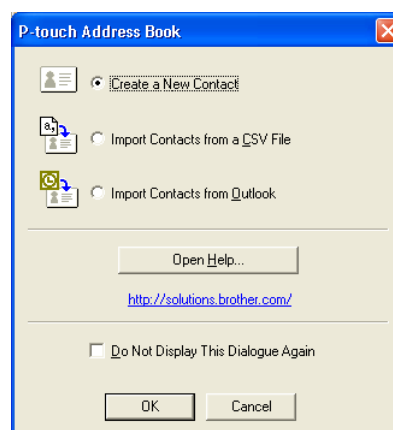 P-touch Address Book
Create a New Contact
a,
Import Contacts from a CSV File
Import Contacts from Outlook
Open Help...
http://solutions.brother.com/
Do Not Display This Dialogue Again
OK Cancel